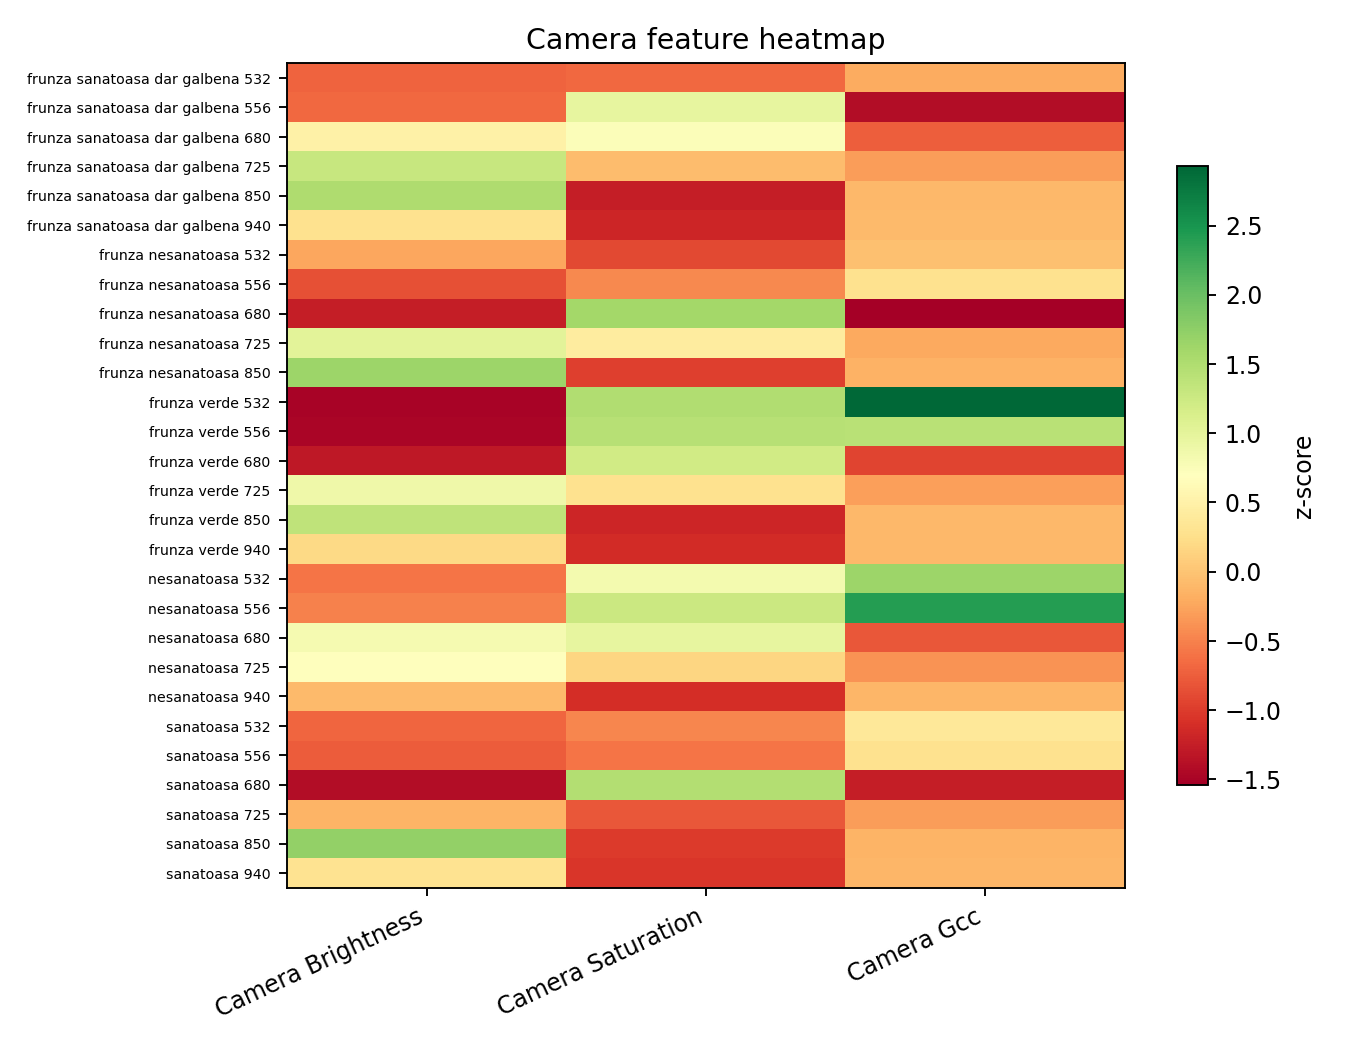 Camera feature heatmap
frunza sanatoasa dar galbena 532
frunza sanatoasa dar galbena 556
frunza sanatoasa dar galbena 680
frunza sanatoasa dar galbena 725
frunza sanatoasa dar galbena 850
frunza sanatoasa dar galbena 940
frunza nesanatoasa 532
frunza nesanatoasa 556
frunza nesanatoasa 680
frunza nesanatoasa 725
frunza nesanatoasa 850
frunza verde 532
frunza verde 556
frunza verde 680
frunza verde 725
frunza verde 850
frunza verde 940
nesanatoasa 532
nesanatoasa 556
nesanatoasa 680
nesanatoasa 725
nesanatoasa 940
sanatoasa 532
sanatoasa 556
sanatoasa 680
sanatoasa 725
sanatoasa 850
sanatoasa 940
Camera Brightness
Camera Saturation
Camera Gcc
2.5
2.0
1.5
1.0
0.5
0.0
−0.5
−1.0
−1.5
z-score